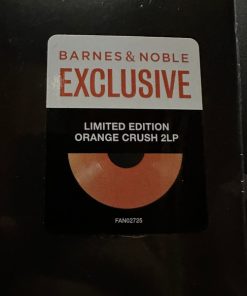 BARNES & NOBLE
EXCLUSIVE
LIMITED EDITION
ORANGE CRUSH 2LP
FAN02725